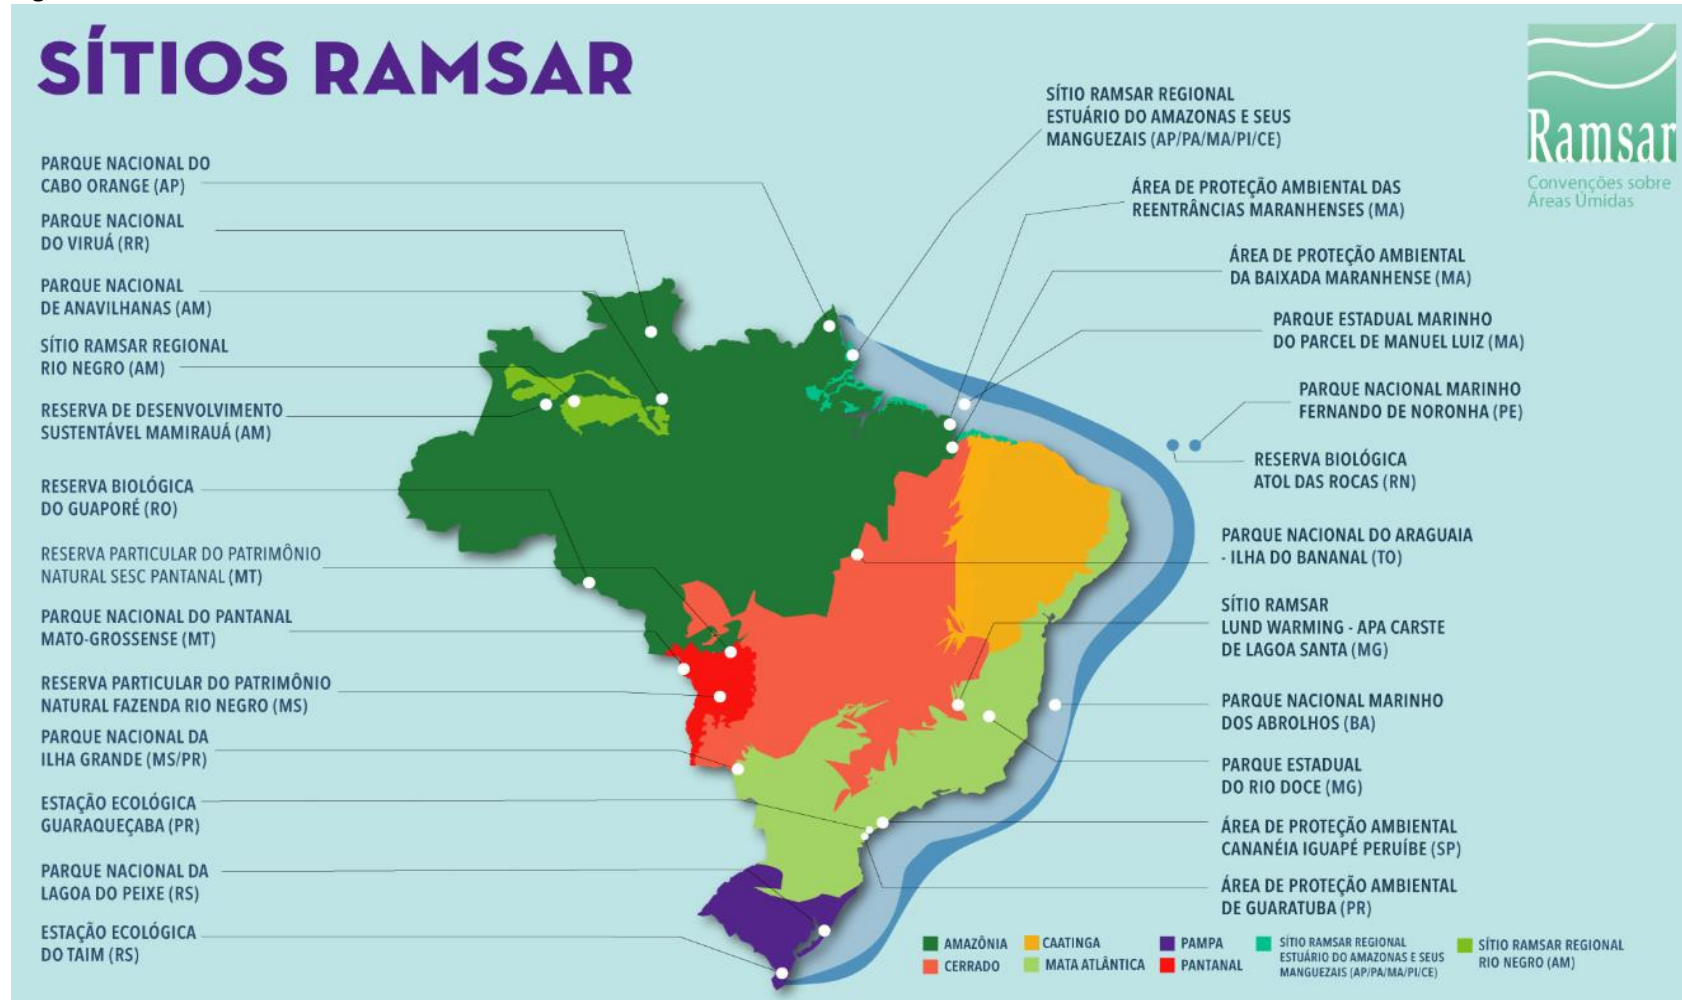 SÍTIOS RAMSAR
Ramsar
Convenções sobre
Áreas Úmidas
PARQUE NACIONAL DO
CABO ORANGE (AP)
PARQUE NACIONAL
DO VIRUÁ (RR)
PARQUE NACIONAL
DE ANAVILHANAS (AM)
SÍTIO RAMSAR REGIONAL
RIO NEGRO (AM)
RESERVA DE DESENVOLVIMENTO
SUSTENTÁVEL MAMIRAUÁ (AM)
RESERVA BIOLÓGICA
DO GUAPORÉ (RO)
RESERVA PARTICULAR DO PATRIMÔNIO
NATURAL SESC PANTANAL (MT)
PARQUE NACIONAL DO PANTANAL
MATO-GROSSENSE (MT)
RESERVA PARTICULAR DO PATRIMÔNIO
NATURAL FAZENDA RIO NEGRO (MS)
PARQUE NACIONAL DA
ILHA GRANDE (MS/PR)
ESTAÇÃO ECOLÓGICA
GUARAQUEÇABA (PR)
PARQUE NACIONAL DA
LAGOA DO PEIXE (RS)
ESTAÇÃO ECOLÓGICA
DO TAIM (RS)
SÍTIO RAMSAR REGIONAL
ESTUÁRIO DO AMAZONAS E SEUS
MANGUEZAIS (AP/PA/MA/PI/CE)
ÁREA DE PROTEÇÃO AMBIENTAL DAS
REENTRÂNCIAS MARANHENSES (MA)
ÁREA DE PROTEÇÃO AMBIENTAL
DA BAIXADA MARANHENSE (MA)
PARQUE ESTADUAL MARINHO
DO PARCEL DE MANUEL LUIZ (MA)
PARQUE NACIONAL MARINHO
FERNANDO DE NORONHA (PE)
RESERVA BIOLÓGICA
ATOL DAS ROCAS (RN)
PARQUE NACIONAL DO ARAGUAIA
- ILHA DO BANANAL (TO)
SÍTIO RAMSAR
LUND WARMING - APA CARSTE
DE LAGOA SANTA (MG)
PARQUE NACIONAL MARINHO
DOS ABROLHOS (BA)
PARQUE ESTADUAL
DO RIO DOCE (MG)
ÁREA DE PROTEÇÃO AMBIENTAL
CANANÉIA IGUAPÉ PERUÍBE (SP)
ÁREA DE PROTEÇÃO AMBIENTAL
DE GUARATUBA (PR)
AMAZÔNIA
CERRADO
CAATINGA
MATA ATLÂNTICA
PAMPA
PANTANAL
SÍTIO RAMSAR REGIONAL
ESTUÁRIO DO AMAZONAS E SEUS
MANGUEZAIS (AP/PA/MA/PI/CE)
SÍTIO RAMSAR REGIONAL
RIO NEGRO (AM)